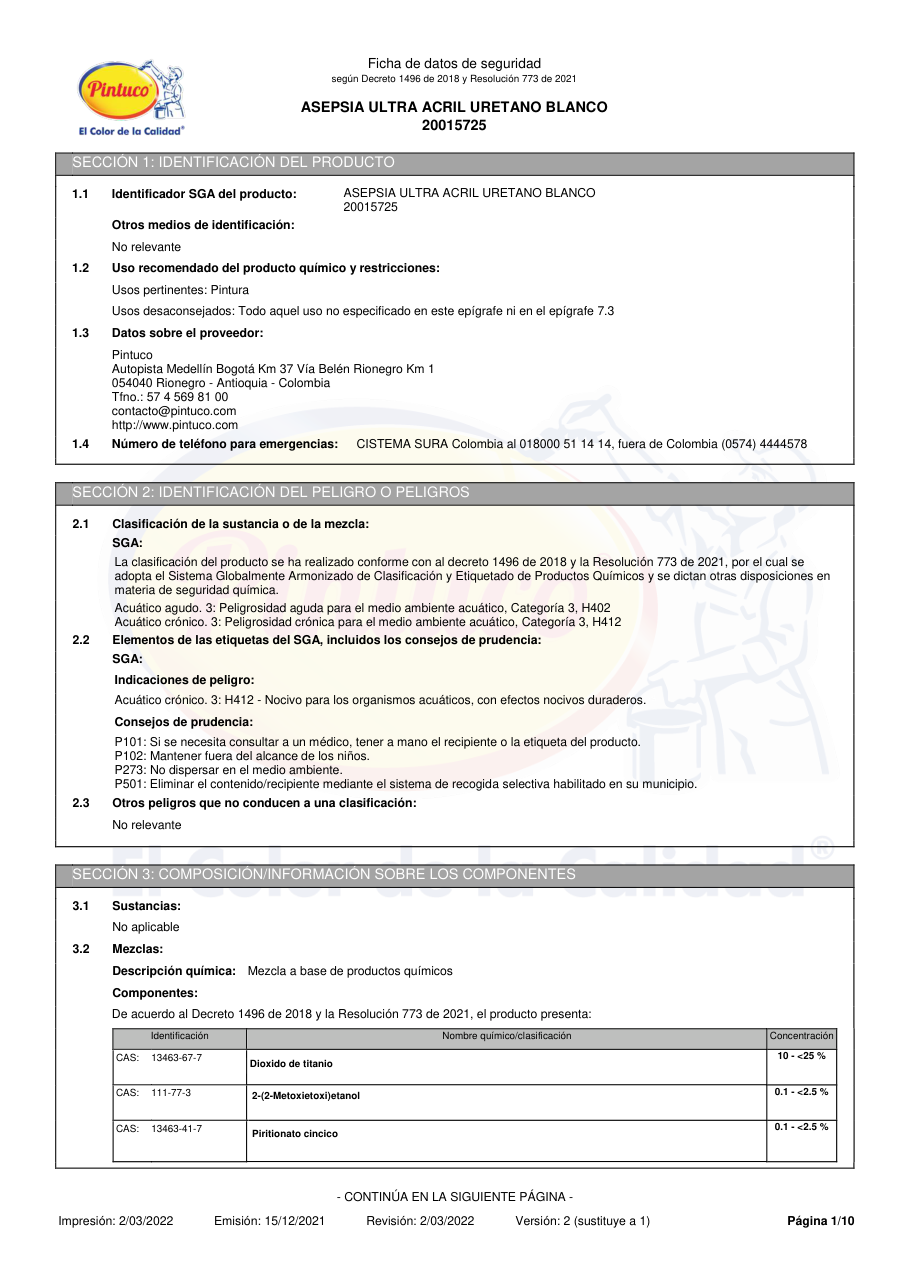 Pintuco®
El Color de la Calidad®
Ficha de datos de seguridad
según Decreto 1496 de 2018 y Resolución 773 de 2021
ASEPSIA ULTRA ACRIL URETANO BLANCO
20015725
SECCIÓN 1: IDENTIFICACIÓN DEL PRODUCTO
1.1 Identificador SGA del producto: ASEPSIA ULTRA ACRIL URETANO BLANCO
20015725
Otros medios de identificación:
No relevante
1.2 Uso recomendado del producto químico y restricciones:
Usos pertinentes: Pintura
Usos desaconsejados: Todo aquel uso no especificado en este epígrafe ni en el epígrafe 7.3
1.3 Datos sobre el proveedor:
Pintuco
Autopista Medellín Bogotá Km 37 Vía Belén Rionegro Km 1
054040 Rionegro - Antioquia - Colombia
Tfno.: 57 4 569 81 00
contacto@pintuco.com
http://www.pintuco.com
1.4 Número de teléfono para emergencias: CISTEMA SURA Colombia al 018000 51 14 14, fuera de Colombia (0574) 4444578
SECCIÓN 2: IDENTIFICACIÓN DEL PELIGRO O PELIGROS
2.1 Clasificación de la sustancia o de la mezcla:
SGA:
La clasificación del producto se ha realizado conforme con al decreto 1496 de 2018 y la Resolución 773 de 2021, por el cual se
adopta el Sistema Globalmente Armonizado de Clasificación y Etiquetado de Productos Químicos y se dictan otras disposiciones en
materia de seguridad química.
Acuático agudo. 3: Peligrosidad aguda para el medio ambiente acuático, Categoría 3, H402
Acuático crónico. 3: Peligrosidad crónica para el medio ambiente acuático, Categoría 3, H412
2.2 Elementos de las etiquetas del SGA, incluidos los consejos de prudencia:
SGA:
Indicaciones de peligro:
Acuático crónico. 3: H412 - Nocivo para los organismos acuáticos, con efectos nocivos duraderos.
Consejos de prudencia:
P101: Si se necesita consultar a un médico, tener a mano el recipiente o la etiqueta del producto.
P102: Mantener fuera del alcance de los niños.
P273: No dispersar en el medio ambiente.
P501: Eliminar el contenido/recipiente mediante el sistema de recogida selectiva habilitado en su municipio.
2.3 Otros peligros que no conducen a una clasificación:
No relevante
El Color de la Calidad®
SECCIÓN 3: COMPOSICIÓN/INFORMACIÓN SOBRE LOS COMPONENTES
3.1 Sustancias:
No aplicable
3.2 Mezclas:
Descripción química: Mezcla a base de productos químicos
Componentes:
De acuerdo al Decreto 1496 de 2018 y la Resolución 773 de 2021, el producto presenta:
Identificación Nombre químico/clasificación Concentración
CAS: 13463-67-7 Dioxido de titanio 10 - <25 %
CAS: 111-77-3 2-(2-Metoxietoxi)etanol 0.1 - <2.5 %
CAS: 13463-41-7 Piritionato cincico 0.1 - <2.5 %
- CONTINÚA EN LA SIGUIENTE PÁGINA -
Impresión: 2/03/2022 Emisión: 15/12/2021 Revisión: 2/03/2022 Versión: 2 (sustituye a 1) Página 1/10